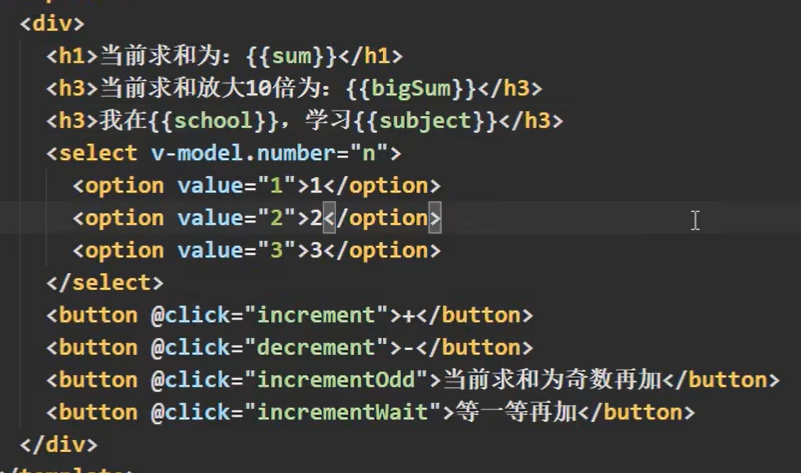 <div>
<h1>当前求和为：{{sum}}</h1>
<h3>当前求和放大10倍为：{{bigSum}}</h3>
<h3>我在{{school}}，学习{{subject}}</h3>
<select v-model.number="n">
<option value="1">1</option>
<option value="2">2</option>
<option value="3">3</option>
</select>
<button @click="increment">+</button>
<button @click="decrement">-</button>
<button @click="incrementOdd">当前求和为奇数再加</button>
<button @click="incrementWait">等一等再加</button>
</div>
</template>